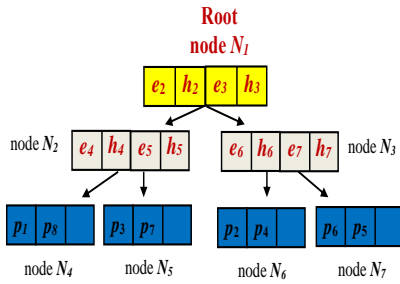 Root
node N₁
e₂ h₂ e₃ h₃
node N₂ e₄ h₄ e₅ h₅ e₆ h₆ e₇ h₇ node N₃
p₁ p₈ p₃ p₇ p₂ p₄ p₆ p₅
node N₄ node N₅ node N₆ node N₇